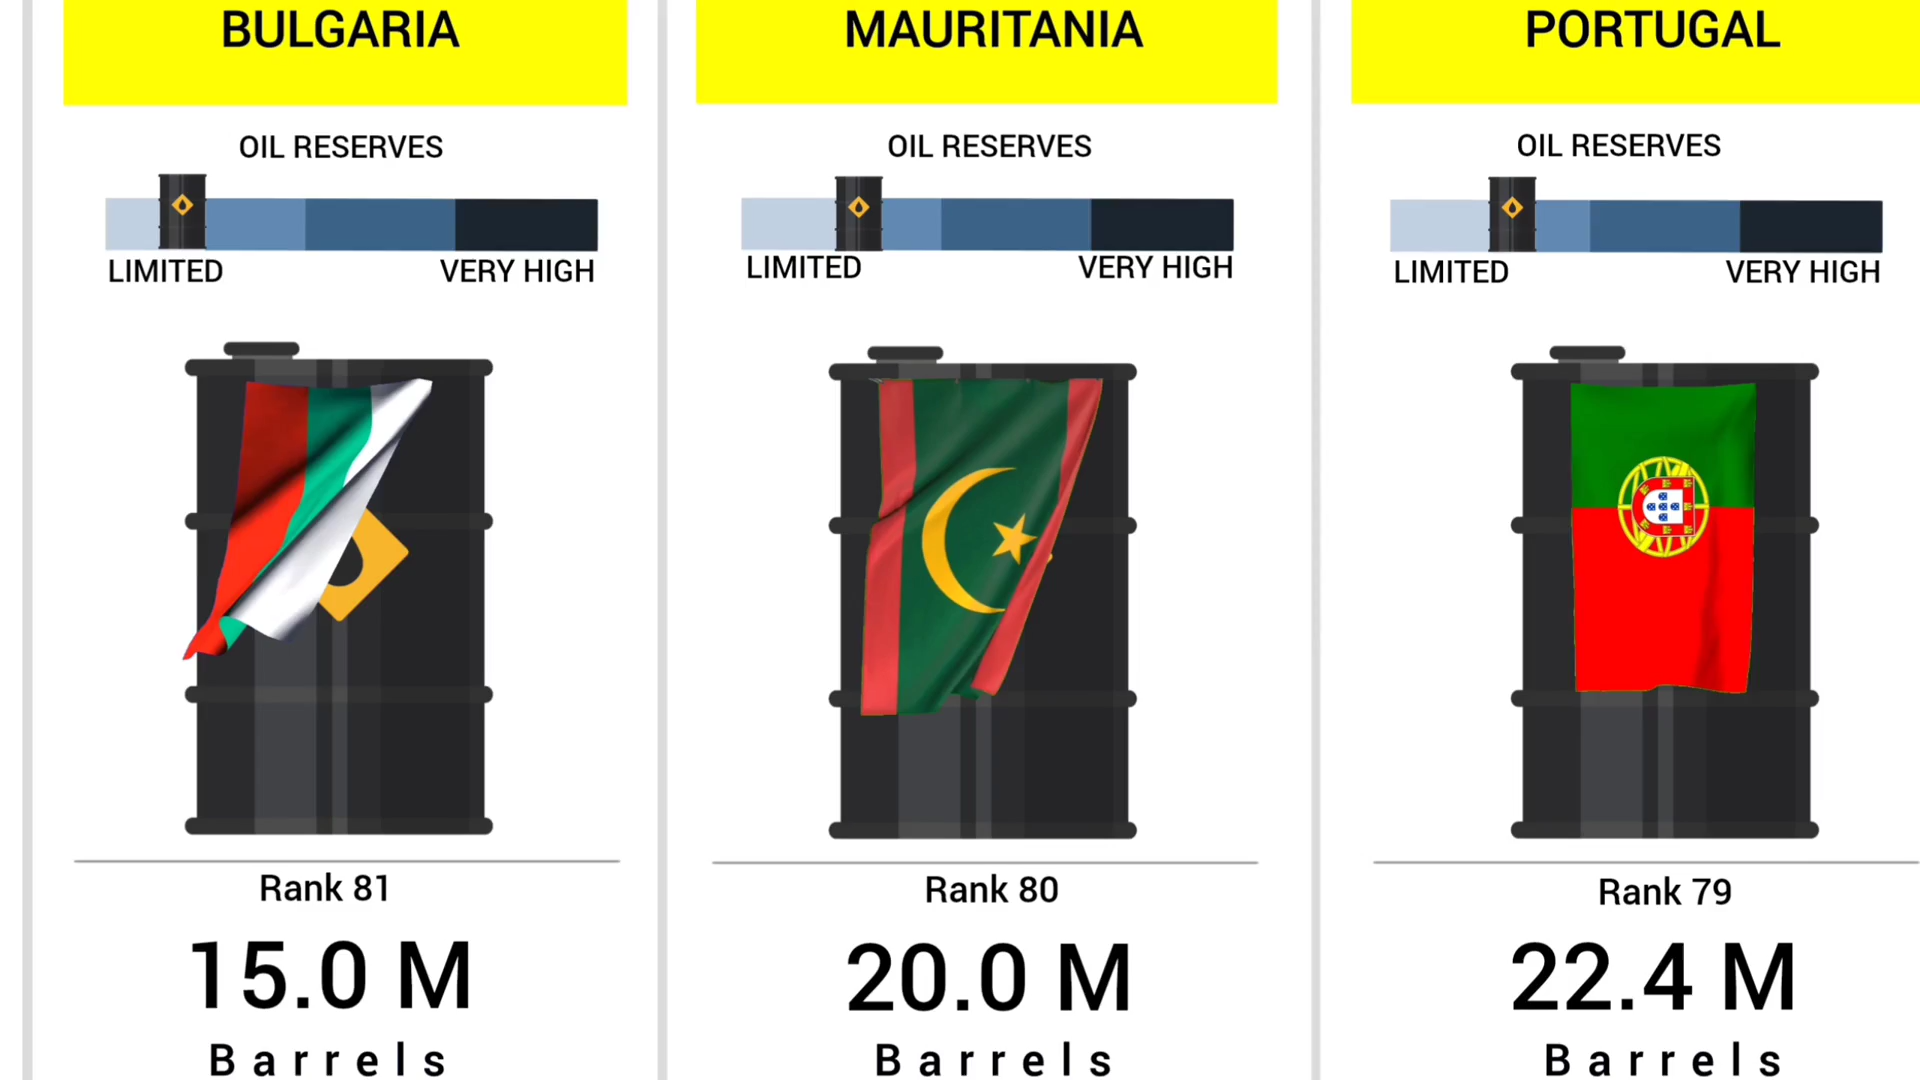 BULGARIA
OIL RESERVES
LIMITED VERY HIGH
Rank 81
15.0 M
Barrels
MAURITANIA
OIL RESERVES
LIMITED VERY HIGH
Rank 80
20.0 M
Barrels
PORTUGAL
OIL RESERVES
LIMITED VERY HIGH
Rank 79
22.4 M
Barrels